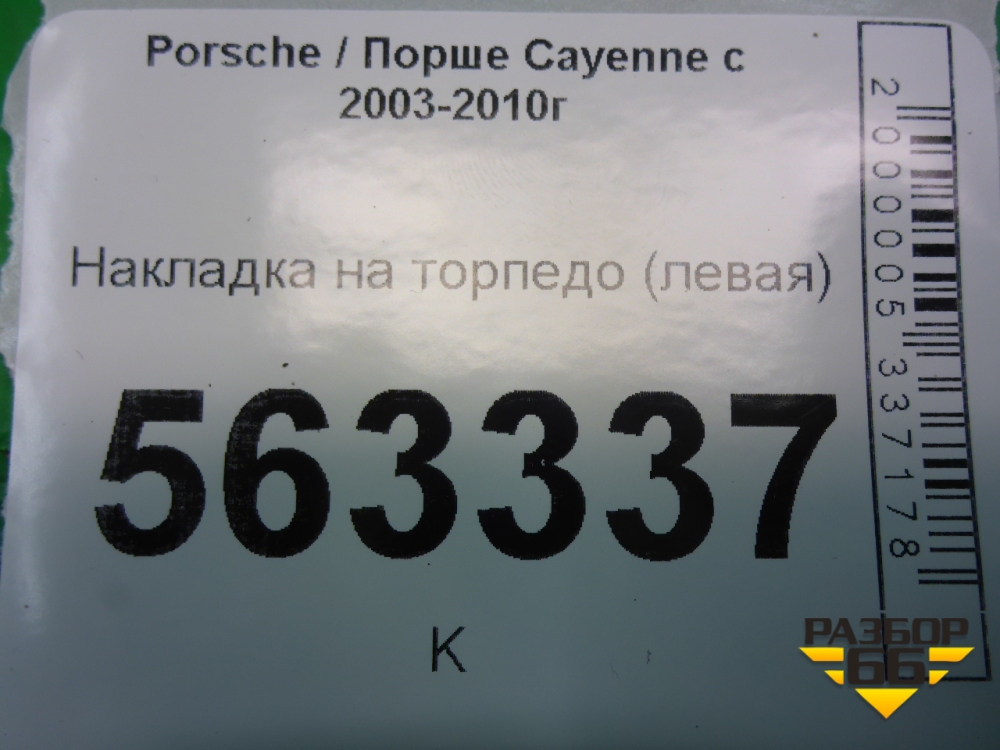 Porsche / Порше Cayenne с
2003-2010г
Накладка на торпедо (левая)
563337
К
2000005337178
РАЗБОР
66